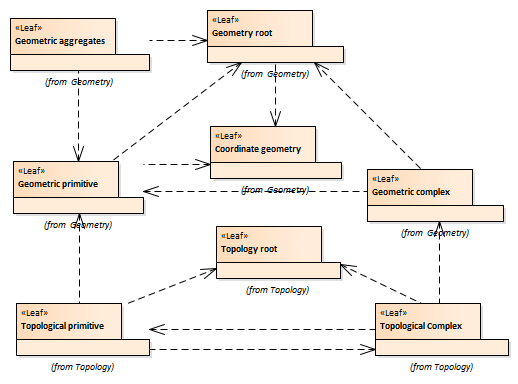 «Leaf»
Geometric aggregates
(from Geometry)
«Leaf»
Geometry root
(from Geometry)
«Leaf»
Coordinate geometry
(from Geometry)
«Leaf»
Geometric primitive
(from Geometry)
«Leaf»
Geometric complex
(from Geometry)
«Leaf»
Topology root
(from Topology)
«Leaf»
Topological primitive
(from Topology)
«Leaf»
Topological Complex
(from Topology)